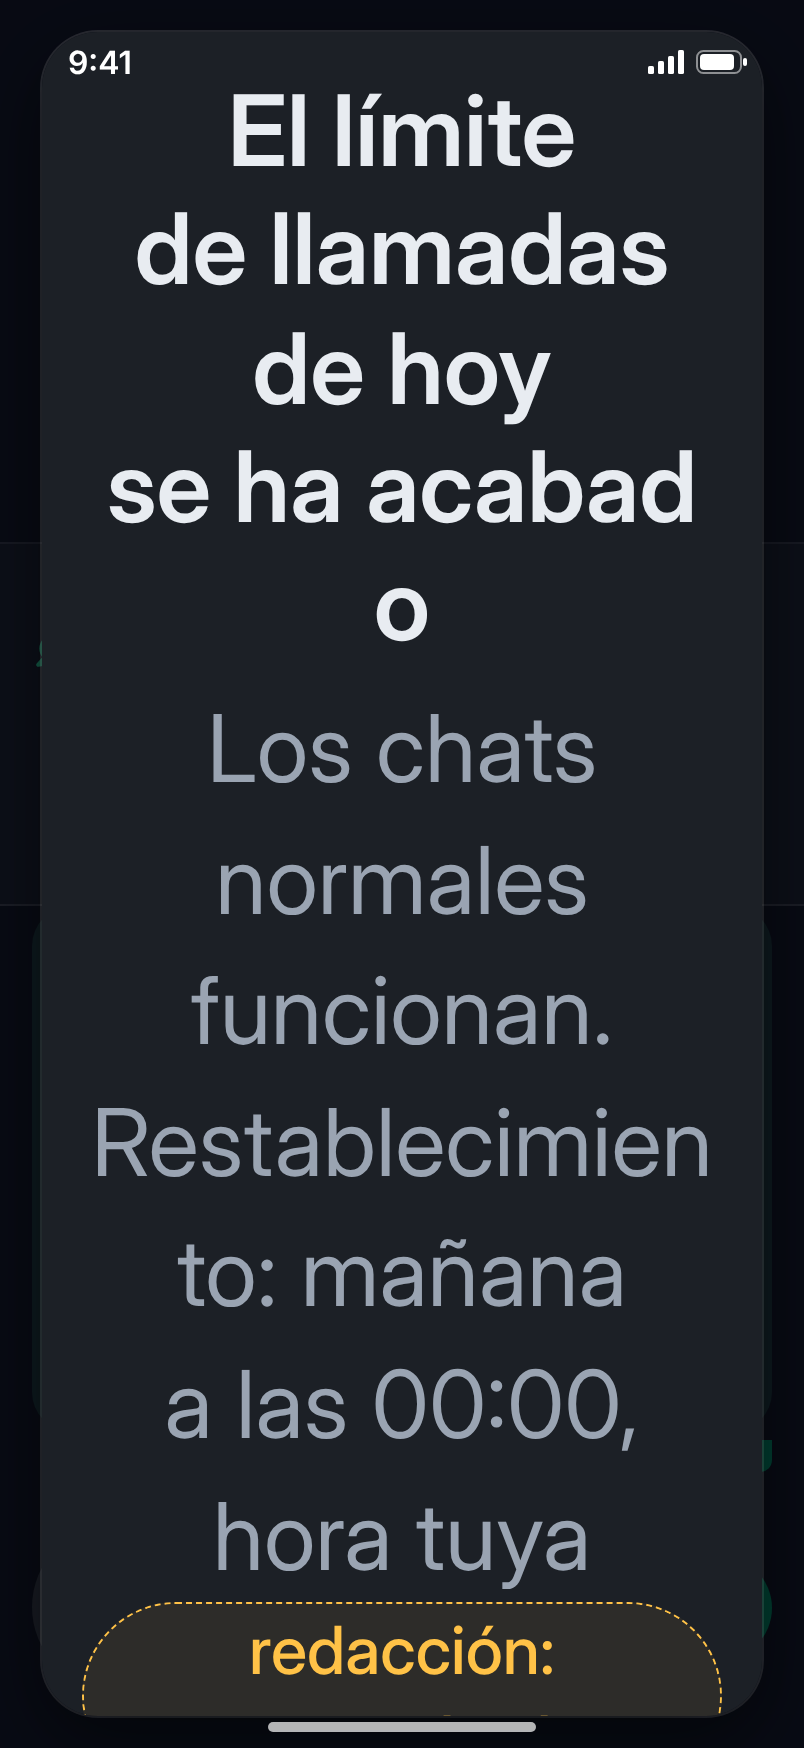 9:41
El límite
de llamadas
de hoy
se ha acabad
o
Los chats
normales
funcionan.
Restablecimien
to: mañana
a las 00:00,
hora tuya
redacción: